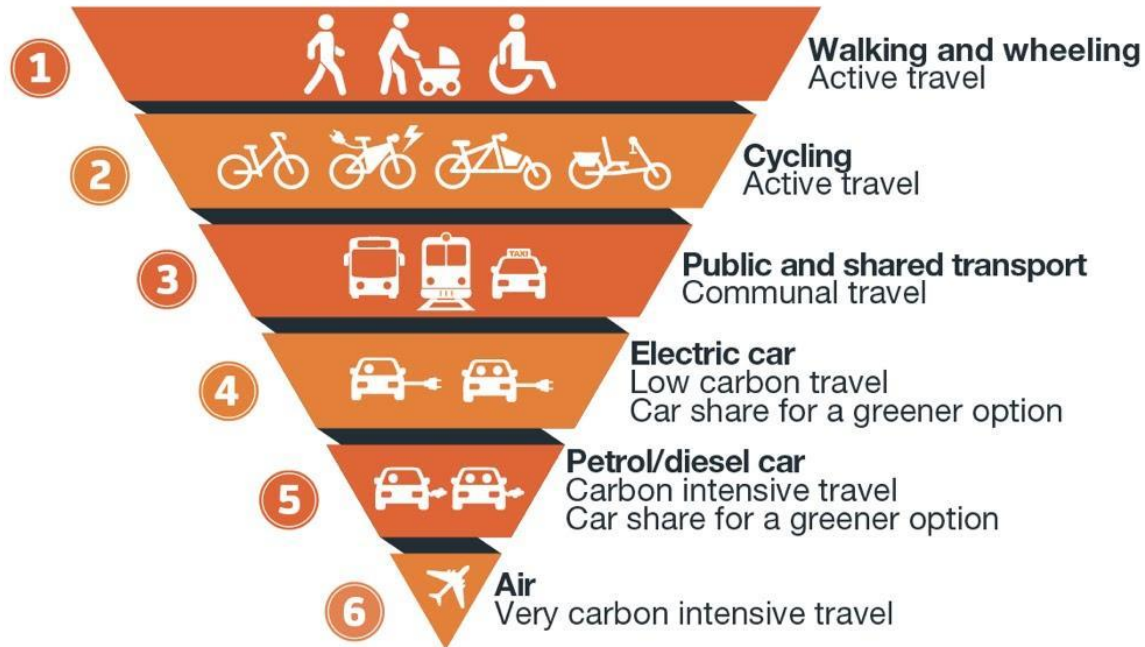 1
Walking and wheeling
Active travel
2
Cycling
Active travel
3
TAXI
Public and shared transport
Communal travel
4
Electric car
Low carbon travel
Car share for a greener option
5
Petrol/diesel car
Carbon intensive travel
Car share for a greener option
6
Air
Very carbon intensive travel